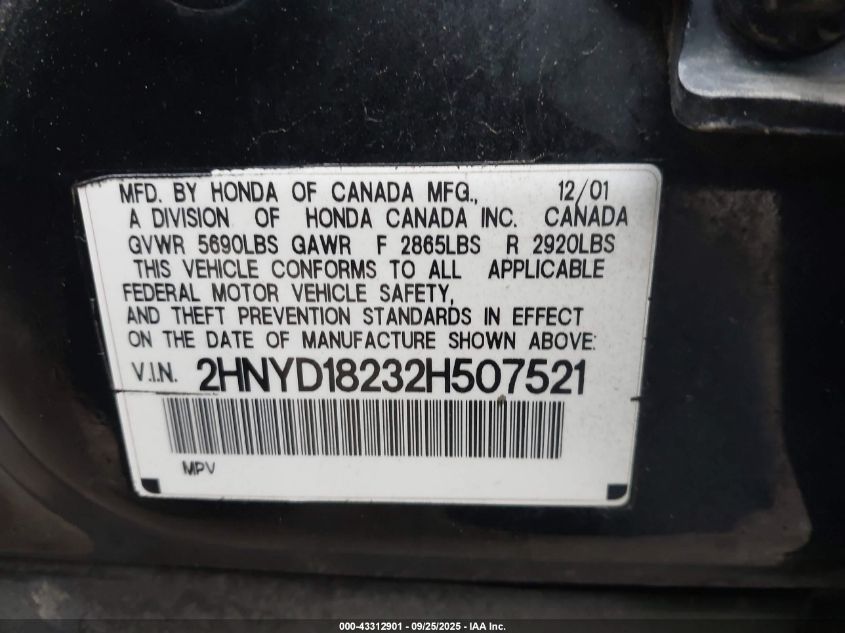 MFD. BY HONDA OF CANADA MFG., 12/01
A DIVISION OF HONDA CANADA INC. CANADA
GVWR 5690LBS GAWR F 2865LBS R 2920LBS
THIS VEHICLE CONFORMS TO ALL APPLICABLE
FEDERAL MOTOR VEHICLE SAFETY,
AND THEFT PREVENTION STANDARDS IN EFFECT
ON THE DATE OF MANUFACTURE SHOWN ABOVE:
V.I.N. 2HNYD18232H507521
MPV
000-43312901 - 09/25/2025 - IAA Inc.